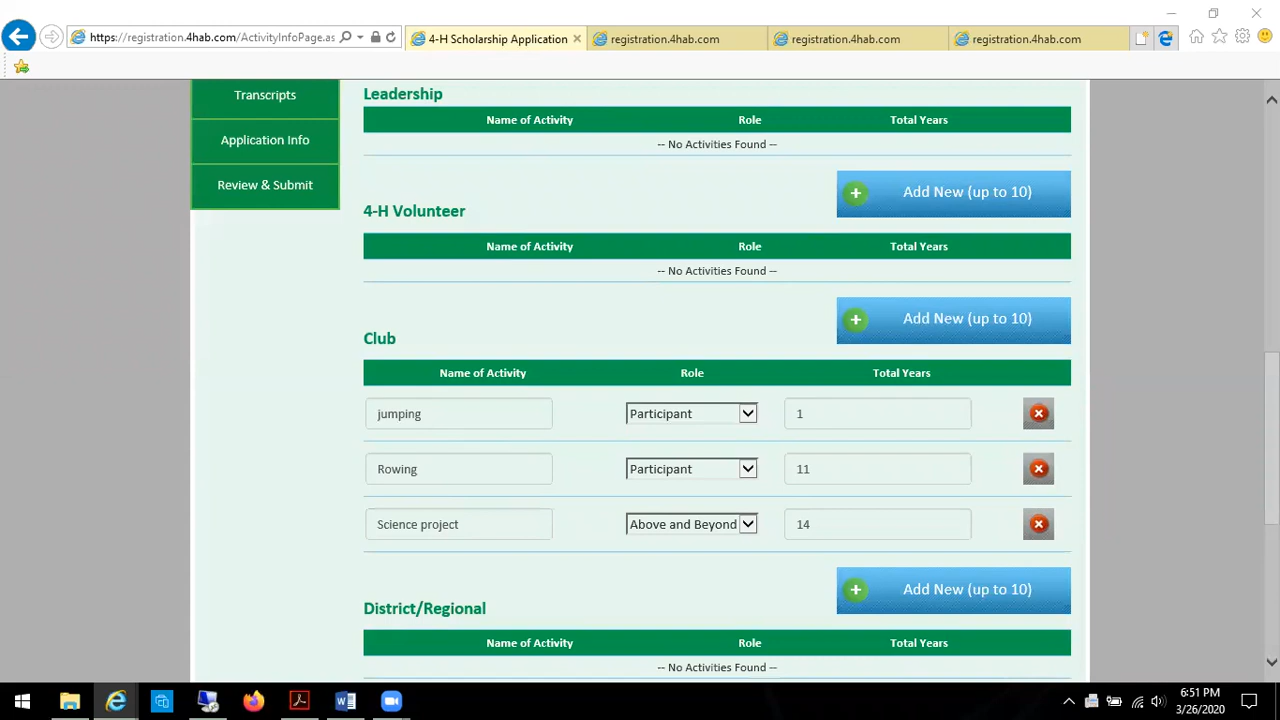 https://registration.4hab.com/ActivityInfoPage.as
4-H Scholarship Application
registration.4hab.com
registration.4hab.com
registration.4hab.com
Transcripts
Application Info
Review & Submit
Leadership
Name of Activity Role Total Years
-- No Activities Found --
Add New (up to 10)
4-H Volunteer
Name of Activity Role Total Years
-- No Activities Found --
Add New (up to 10)
Club
Name of Activity Role Total Years
jumping Participant 1
Rowing Participant 11
Science project Above and Beyond 14
Add New (up to 10)
District/Regional
Name of Activity Role Total Years
-- No Activities Found --
6:51 PM
3/26/2020